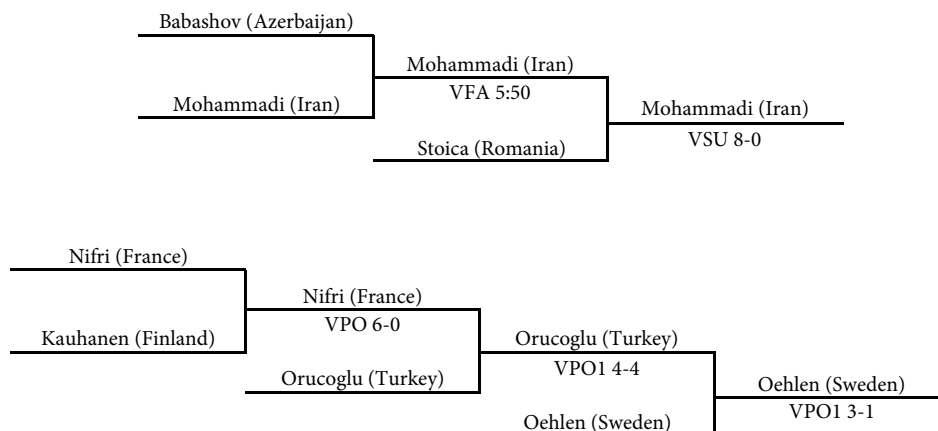 Babashov (Azerbaijan)
Mohammadi (Iran)
VFA 5:50
Mohammadi (Iran)
Mohammadi (Iran)
VSU 8-0
Stoica (Romania)
Nifri (France)
Nifri (France)
VPO 6-0
Kauhanen (Finland)
Orucoglu (Turkey)
VPO1 4-4
Orucoglu (Turkey)
Oehlen (Sweden)
VPO1 3-1
Oehlen (Sweden)